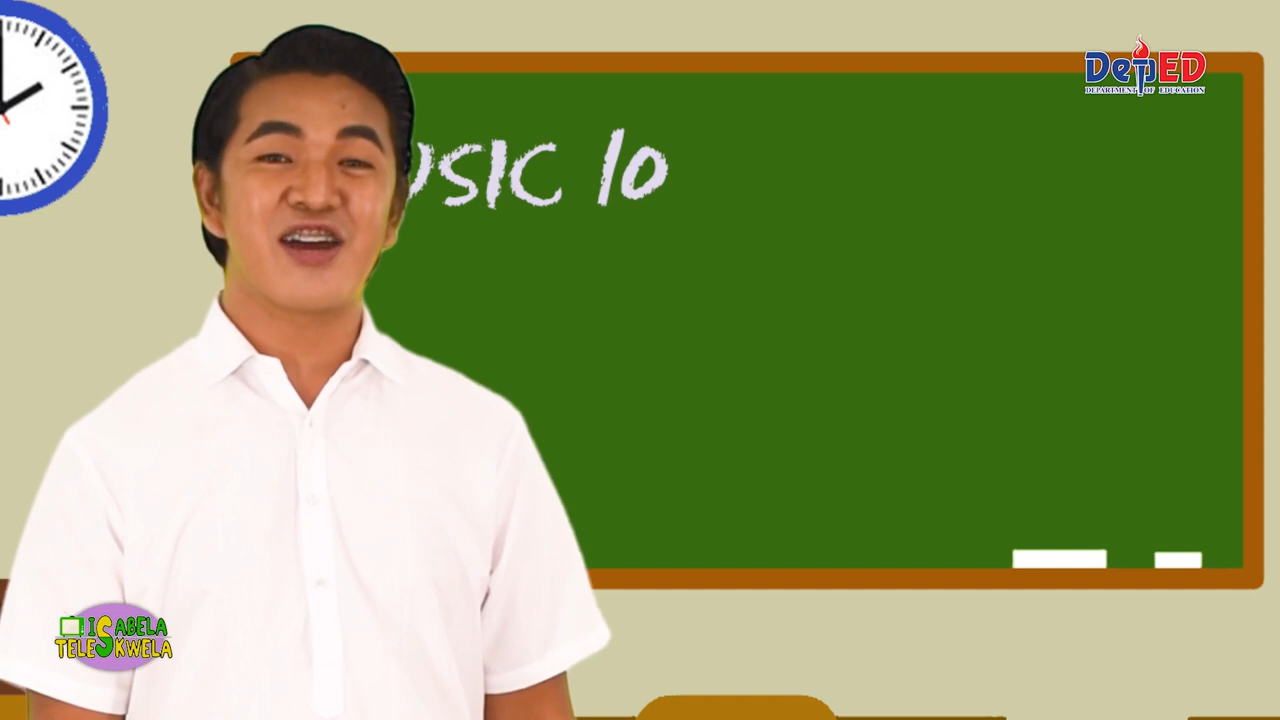 DepED
DEPARTMENT OF EDUCATION
USIC 10
ISABELA
TELESKWELA